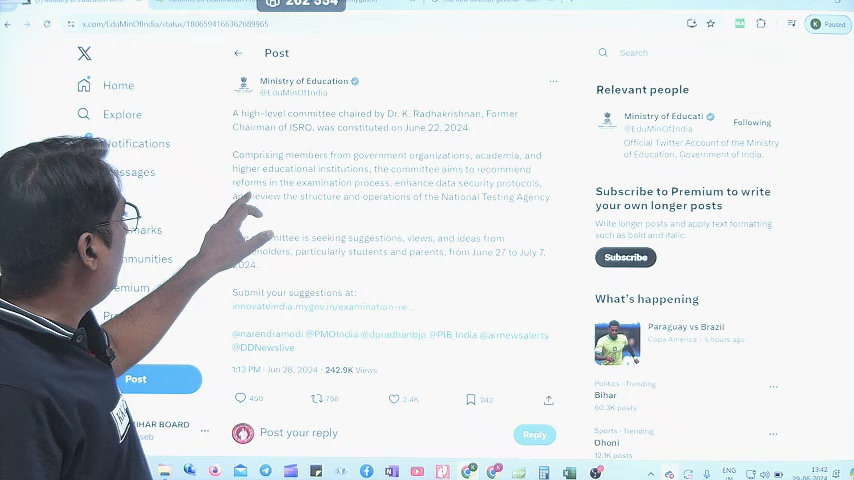 262 554
x.com/EduMinOfIndia/status/1806594166362689965
Paused
Post
Search
Home
Explore
Notifications
Premium
Post
BIHAR BOARD
Ministry of Education
@EduMinOfIndia
A high-level committee chaired by Dr. K. Radhakrishnan, Former
Chairman of ISRO, was constituted on June 22, 2024.
Comprising members from government organizations, academia, and
higher educational institutions, the committee aims to recommend
reforms in the examination process, enhance data security protocols,
and review the structure and operations of the National Testing Agency
committee is seeking suggestions, views, and ideas from
particularly students and parents, from June 27 to July 7,
2024.
Submit your suggestions at:
innovateindia.mygov.in/examination-re...
@narendramodi @PMOIndia @dpradhanbjp @PIB_India @airnewsalerts
@DDNewslive
1:13 PM · Jun 28, 2024 · 242.9K Views
450 756 2.4K 242
Post your reply
Reply
Relevant people
Ministry of Educati
@EduMinOfIndia
Following
Official Twitter Account of the Ministry
of Education, Government of India.
Subscribe to Premium to write
your own longer posts
Write longer posts and apply text formatting
such as bold and italic.
Subscribe
What's happening
Paraguay vs Brazil
Copa America · 5 hours ago
Politics · Trending
Bihar
60.3K posts
Sports · Trending
Dhoni
12.1K posts
ENG
IN
13:42
29-06-2024